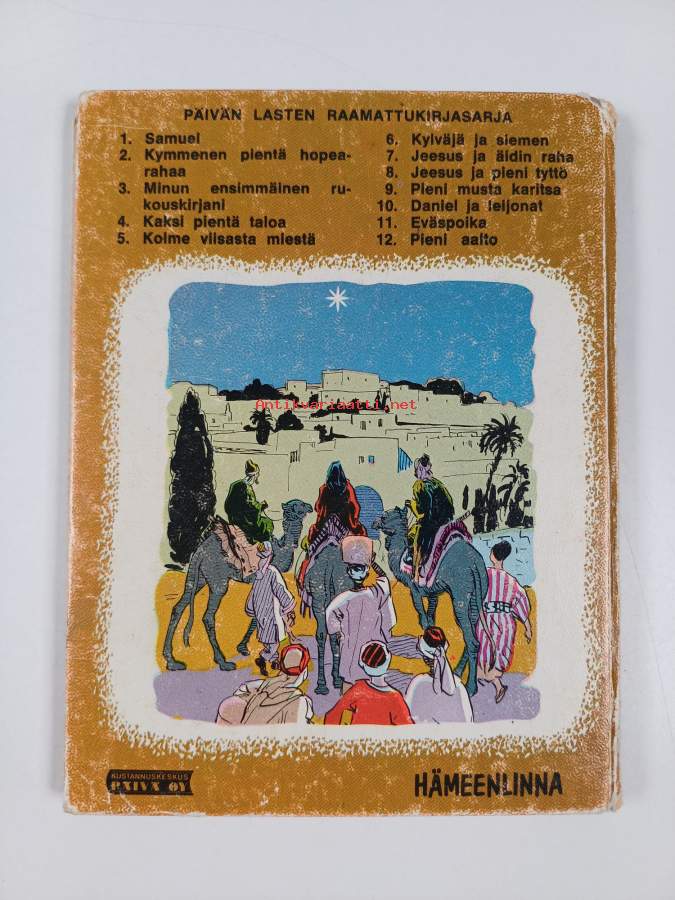 PÄIVÄN LASTEN RAAMATTUKIRJASARJA
1. Samuel
2. Kymmenen pientä hopea-
rahaa
3. Minun ensimmäinen ru-
kouskirjani
4. Kaksi pientä taloa
5. Kolme viisasta miestä
6. Kylväjä ja siemen
7. Jeesus ja äidin raha
8. Jeesus ja pieni tyttö
9. Pieni musta karitsa
10. Daniel ja leijonat
11. Eväspoika
12. Pieni aalto
Antikvariaatti.net
KUSTANNUSKESKUS
PÄIVÄ OY
HÄMEENLINNA